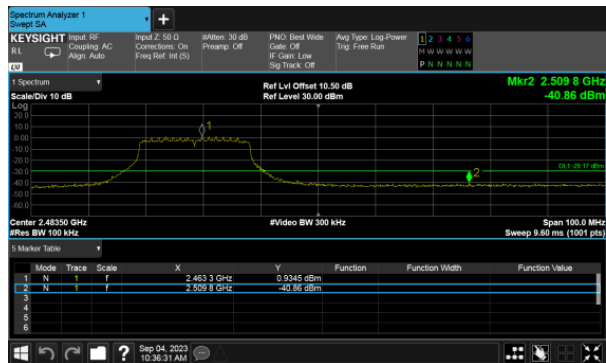 Spectrum Analyzer 1
Swept SA
KEYSIGHT Input: RF Input Z: 50 Ω #Atten: 30 dB PNO: Best Wide Avg Type: Log-Power 1 2 3 4 5 6
RL Coupling: AC Corrections: On Preamp: Off Gate: Off Trig: Free Run M W W W W W
Align: Auto Freq Ref: Int (S) IF Gain: Low P N N N N N
Sig Track: Off
1 Spectrum Ref Lvl Offset 10.50 dB Mkr2 2.509 8 GHz
Scale/Div 10 dB Ref Level 30.00 dBm -40.86 dBm
Log
20.0
10.0
0.00
-10.0
-20.0
-30.0
-40.0
-50.0
-60.0
1
DL1 -29.17 dBm
2
Center 2.48350 GHz #Video BW 300 kHz Span 100.0 MHz
#Res BW 100 kHz Sweep 9.60 ms (1001 pts)
5 Marker Table
Mode Trace Scale X Y Function Function Width Function Value
1 N 1 f 2.463 3 GHz 0.9345 dBm
2 N 1 f 2.509 8 GHz -40.86 dBm
3
4
5
6
? Sep 04, 2023
10:36:31 AM